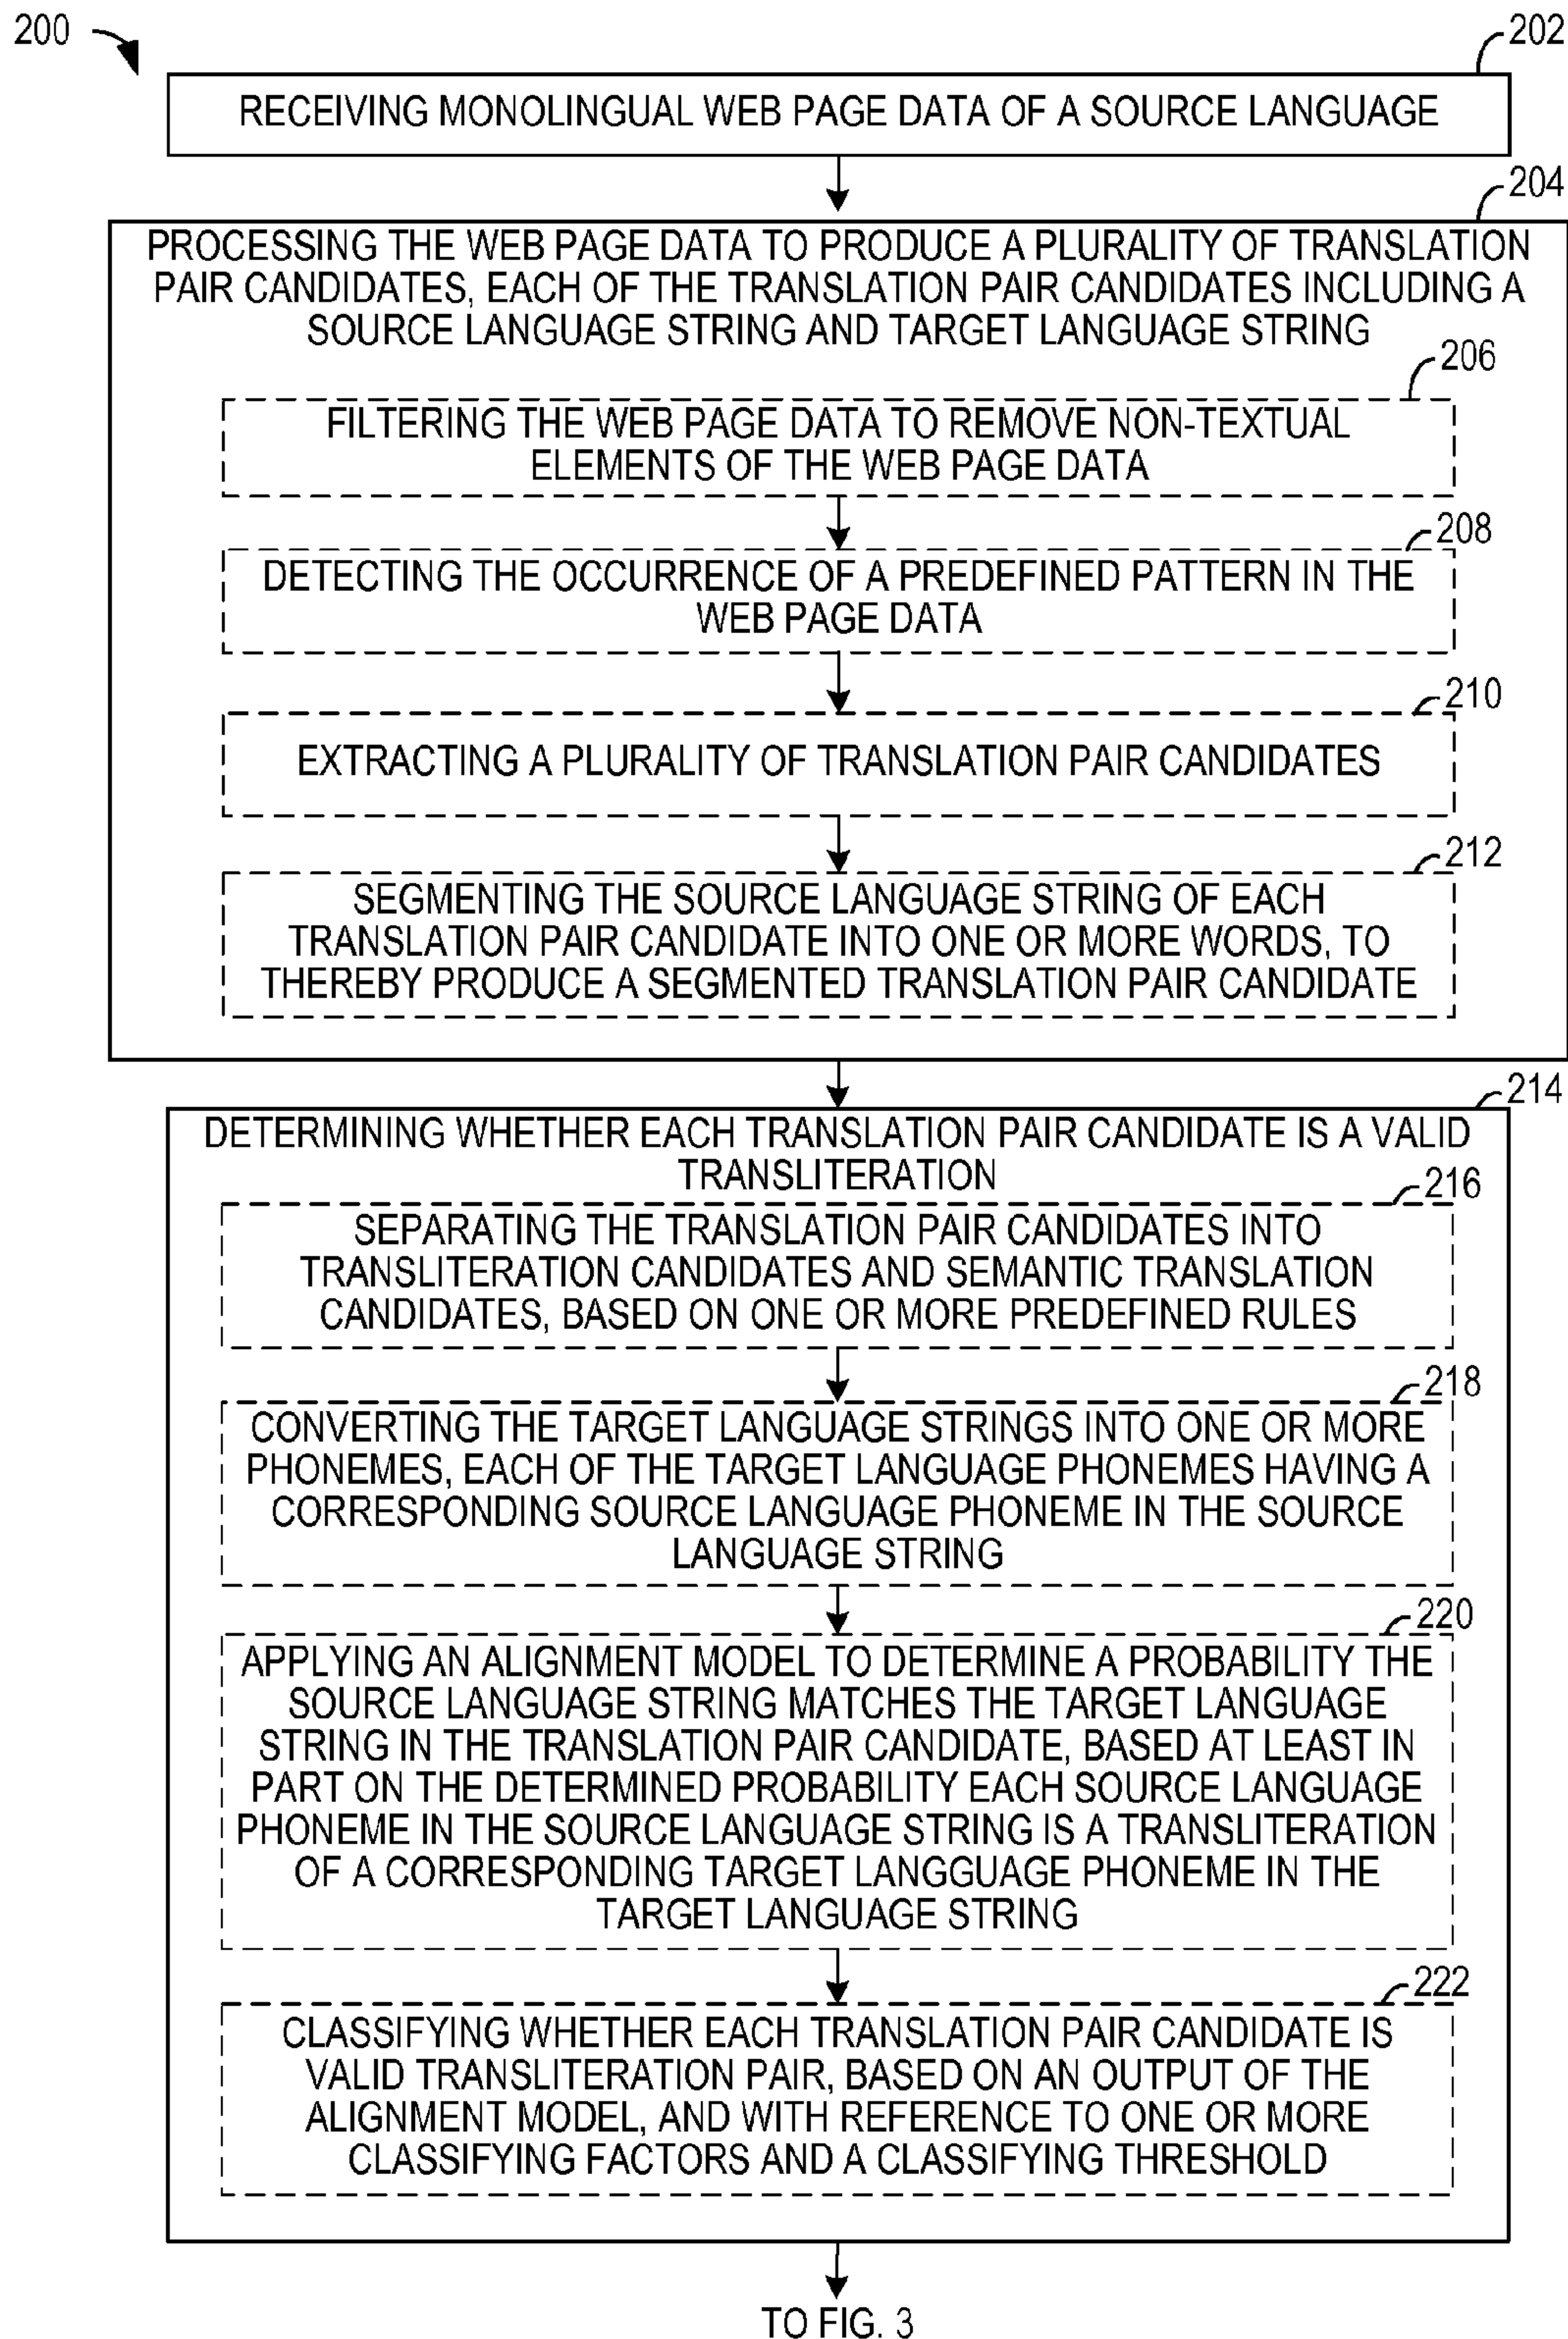 200
202
RECEIVING MONOLINGUAL WEB PAGE DATA OF A SOURCE LANGUAGE
204
PROCESSING THE WEB PAGE DATA TO PRODUCE A PLURALITY OF TRANSLATION
PAIR CANDIDATES, EACH OF THE TRANSLATION PAIR CANDIDATES INCLUDING A
SOURCE LANGUAGE STRING AND TARGET LANGUAGE STRING
206
FILTERING THE WEB PAGE DATA TO REMOVE NON-TEXTUAL
ELEMENTS OF THE WEB PAGE DATA
208
DETECTING THE OCCURRENCE OF A PREDEFINED PATTERN IN THE
WEB PAGE DATA
210
EXTRACTING A PLURALITY OF TRANSLATION PAIR CANDIDATES
212
SEGMENTING THE SOURCE LANGUAGE STRING OF EACH
TRANSLATION PAIR CANDIDATE INTO ONE OR MORE WORDS, TO
THEREBY PRODUCE A SEGMENTED TRANSLATION PAIR CANDIDATE
214
DETERMINING WHETHER EACH TRANSLATION PAIR CANDIDATE IS A VALID
TRANSLITERATION
216
SEPARATING THE TRANSLATION PAIR CANDIDATES INTO
TRANSLITERATION CANDIDATES AND SEMANTIC TRANSLATION
CANDIDATES, BASED ON ONE OR MORE PREDEFINED RULES
218
CONVERTING THE TARGET LANGUAGE STRINGS INTO ONE OR MORE
PHONEMES, EACH OF THE TARGET LANGUAGE PHONEMES HAVING A
CORRESPONDING SOURCE LANGUAGE PHONEME IN THE SOURCE
LANGUAGE STRING
220
APPLYING AN ALIGNMENT MODEL TO DETERMINE A PROBABILITY THE
SOURCE LANGUAGE STRING MATCHES THE TARGET LANGUAGE
STRING IN THE TRANSLATION PAIR CANDIDATE, BASED AT LEAST IN
PART ON THE DETERMINED PROBABILITY EACH SOURCE LANGUAGE
PHONEME IN THE SOURCE LANGUAGE STRING IS A TRANSLITERATION
OF A CORRESPONDING TARGET LANGGUAGE PHONEME IN THE
TARGET LANGUAGE STRING
222
CLASSIFYING WHETHER EACH TRANSLATION PAIR CANDIDATE IS
VALID TRANSLITERATION PAIR, BASED ON AN OUTPUT OF THE
ALIGNMENT MODEL, AND WITH REFERENCE TO ONE OR MORE
CLASSIFYING FACTORS AND A CLASSIFYING THRESHOLD
TO FIG. 3